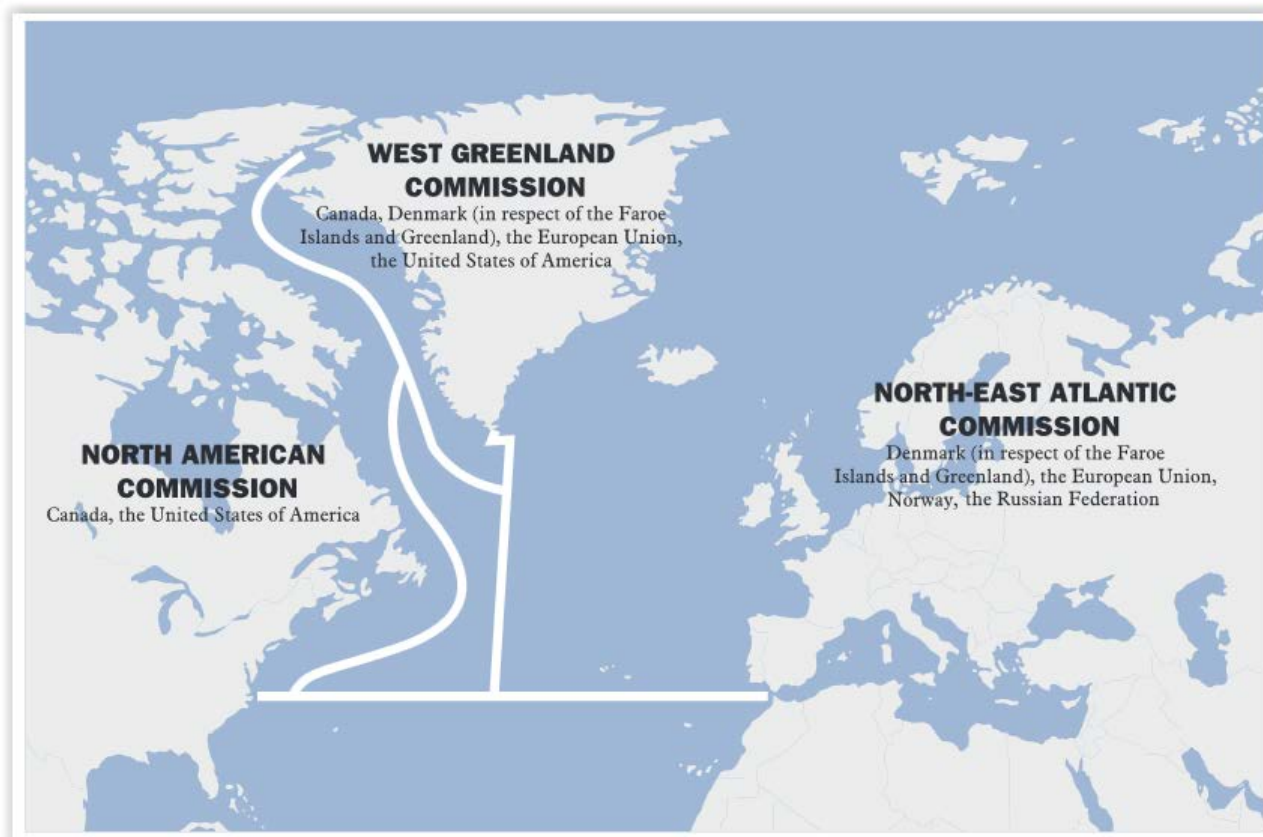 WEST GREENLAND
COMMISSION
Canada, Denmark (in respect of the Faroe
Islands and Greenland), the European Union,
the United States of America
NORTH-EAST ATLANTIC
COMMISSION
Denmark (in respect of the Faroe
Islands and Greenland), the European Union,
Norway, the Russian Federation
NORTH AMERICAN
COMMISSION
Canada, the United States of America